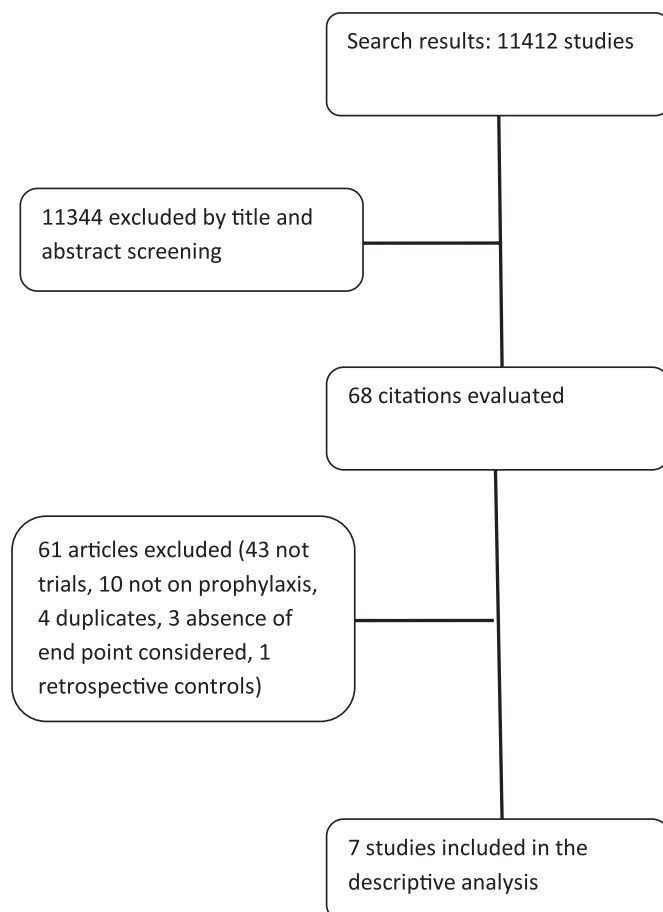 Search results: 11412 studies
11344 excluded by title and
abstract screening
68 citations evaluated
61 articles excluded (43 not
trials, 10 not on prophylaxis,
4 duplicates, 3 absence of
end point considered, 1
retrospective controls)
7 studies included in the
descriptive analysis